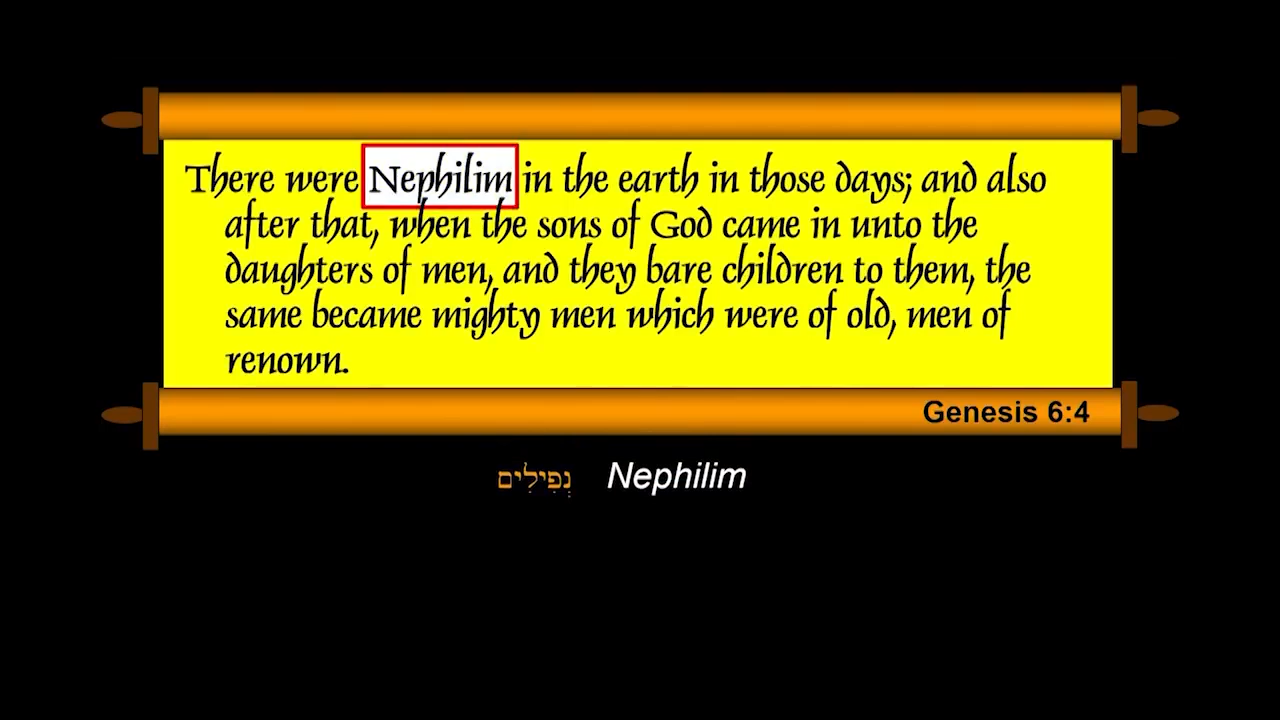 There were Nephilim in the earth in those days; and also
after that, when the sons of God came in unto the
daughters of men, and they bare children to them, the
same became mighty men which were of old, men of
renown.
Genesis 6:4
נְפִילִים Nephilim